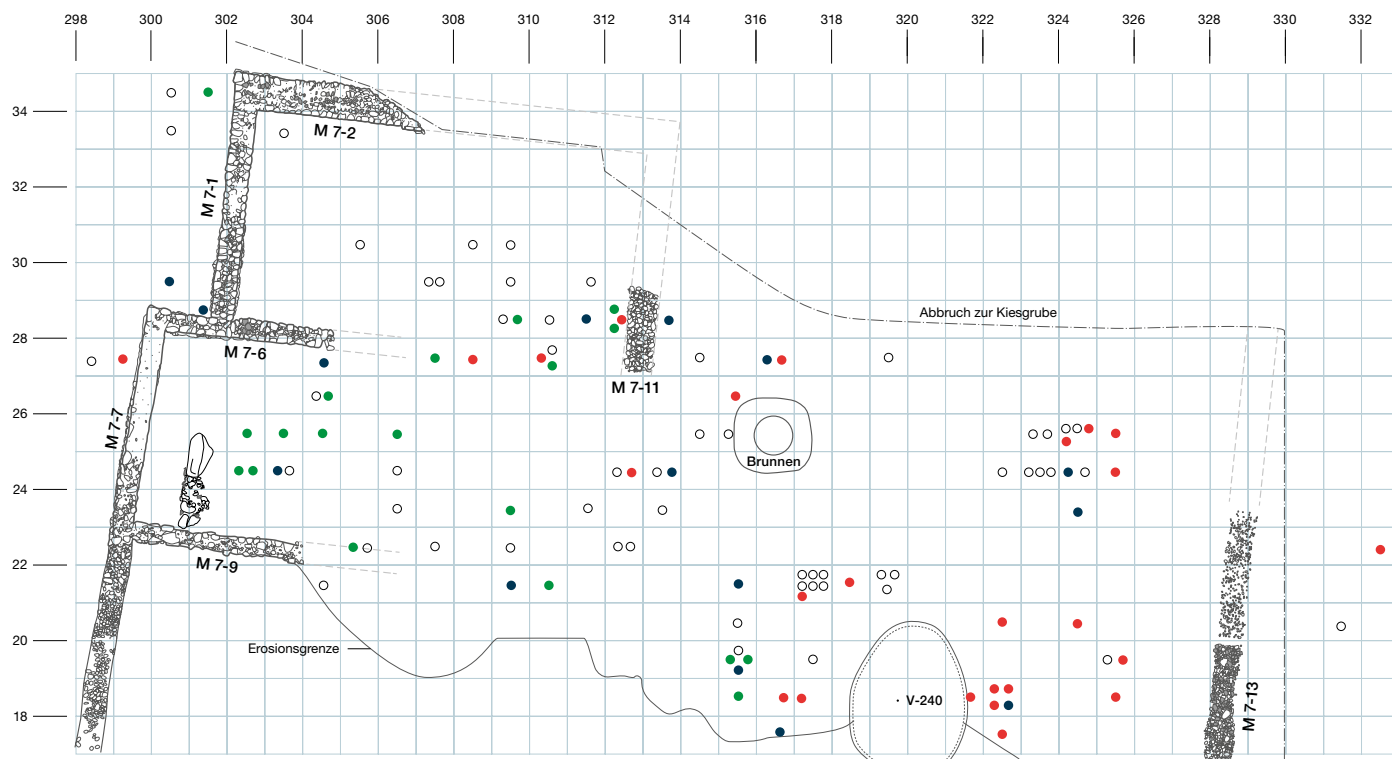 298 300 302 304 306 308 310 312 314 316 318 320 322 324 326 328 330 332
34
M 7-2
32
M 7-1
30
Abbruch zur Kiesgrube
28
M 7-6
M 7-11
26
M 7-7
Brunnen
24
22
M 7-9
20
Erosionsgrenze
18
V-240
M 7-13